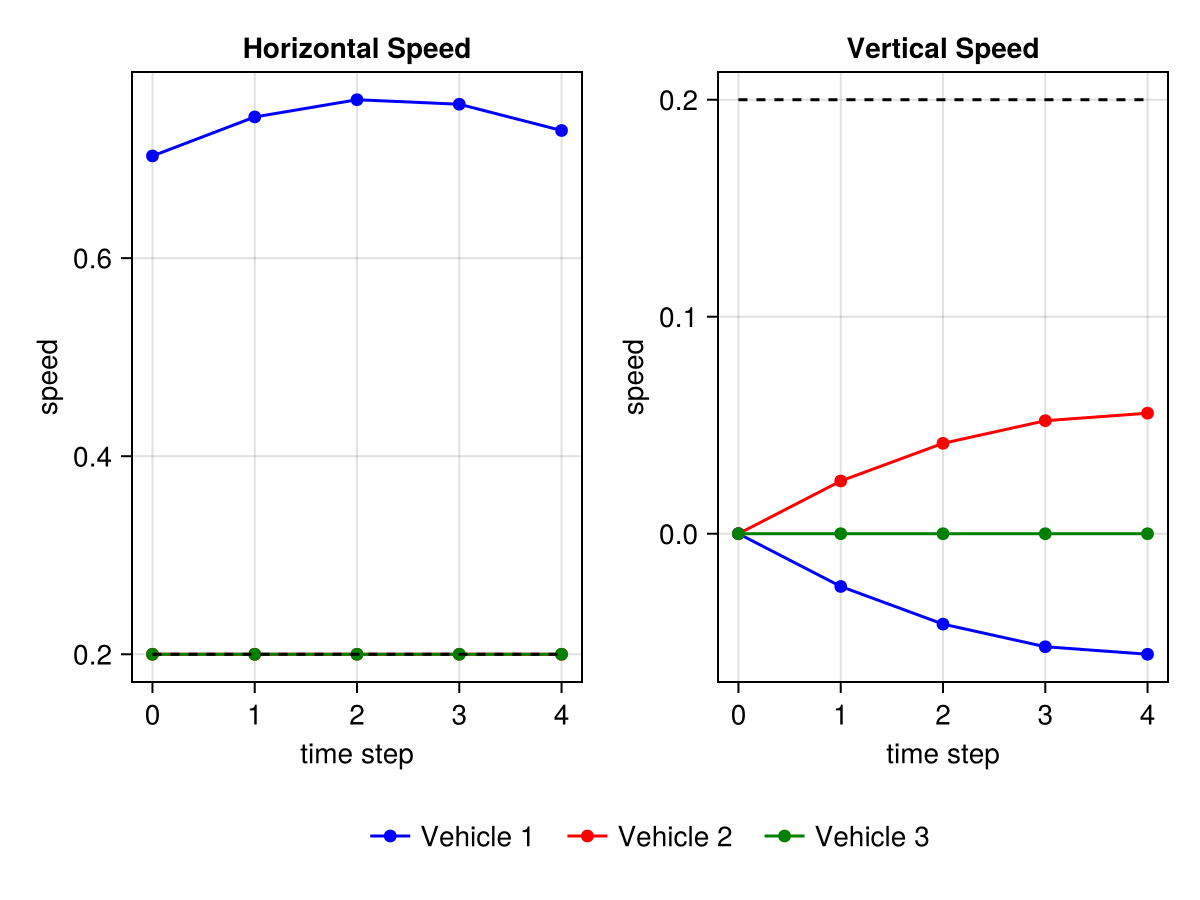 Horizontal Speed
speed
0.6
0.4
0.2
0 1 2 3 4
time step
Vertical Speed
speed
0.2
0.1
0.0
0 1 2 3 4
time step
Vehicle 1 Vehicle 2 Vehicle 3